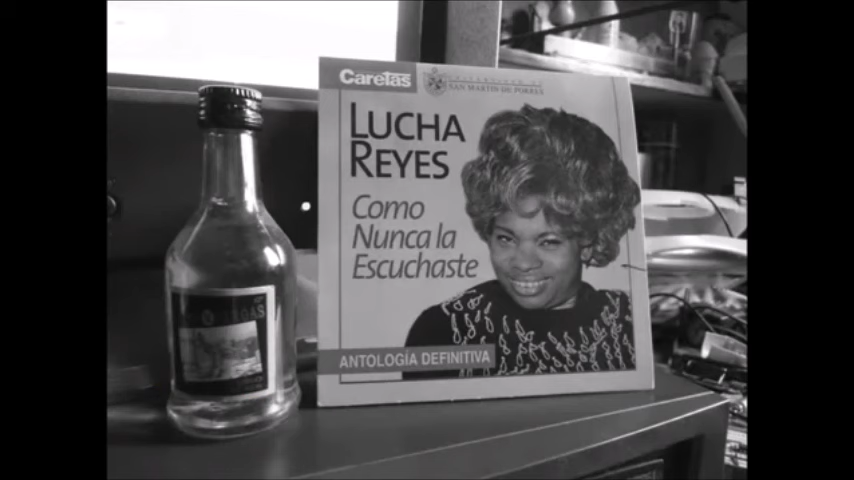 Caretas
SAN MARTIN DE PORRES
LUCHA
REYES
Como
Nunca la
Escuchaste
ANTOLOGÍA DEFINITIVA